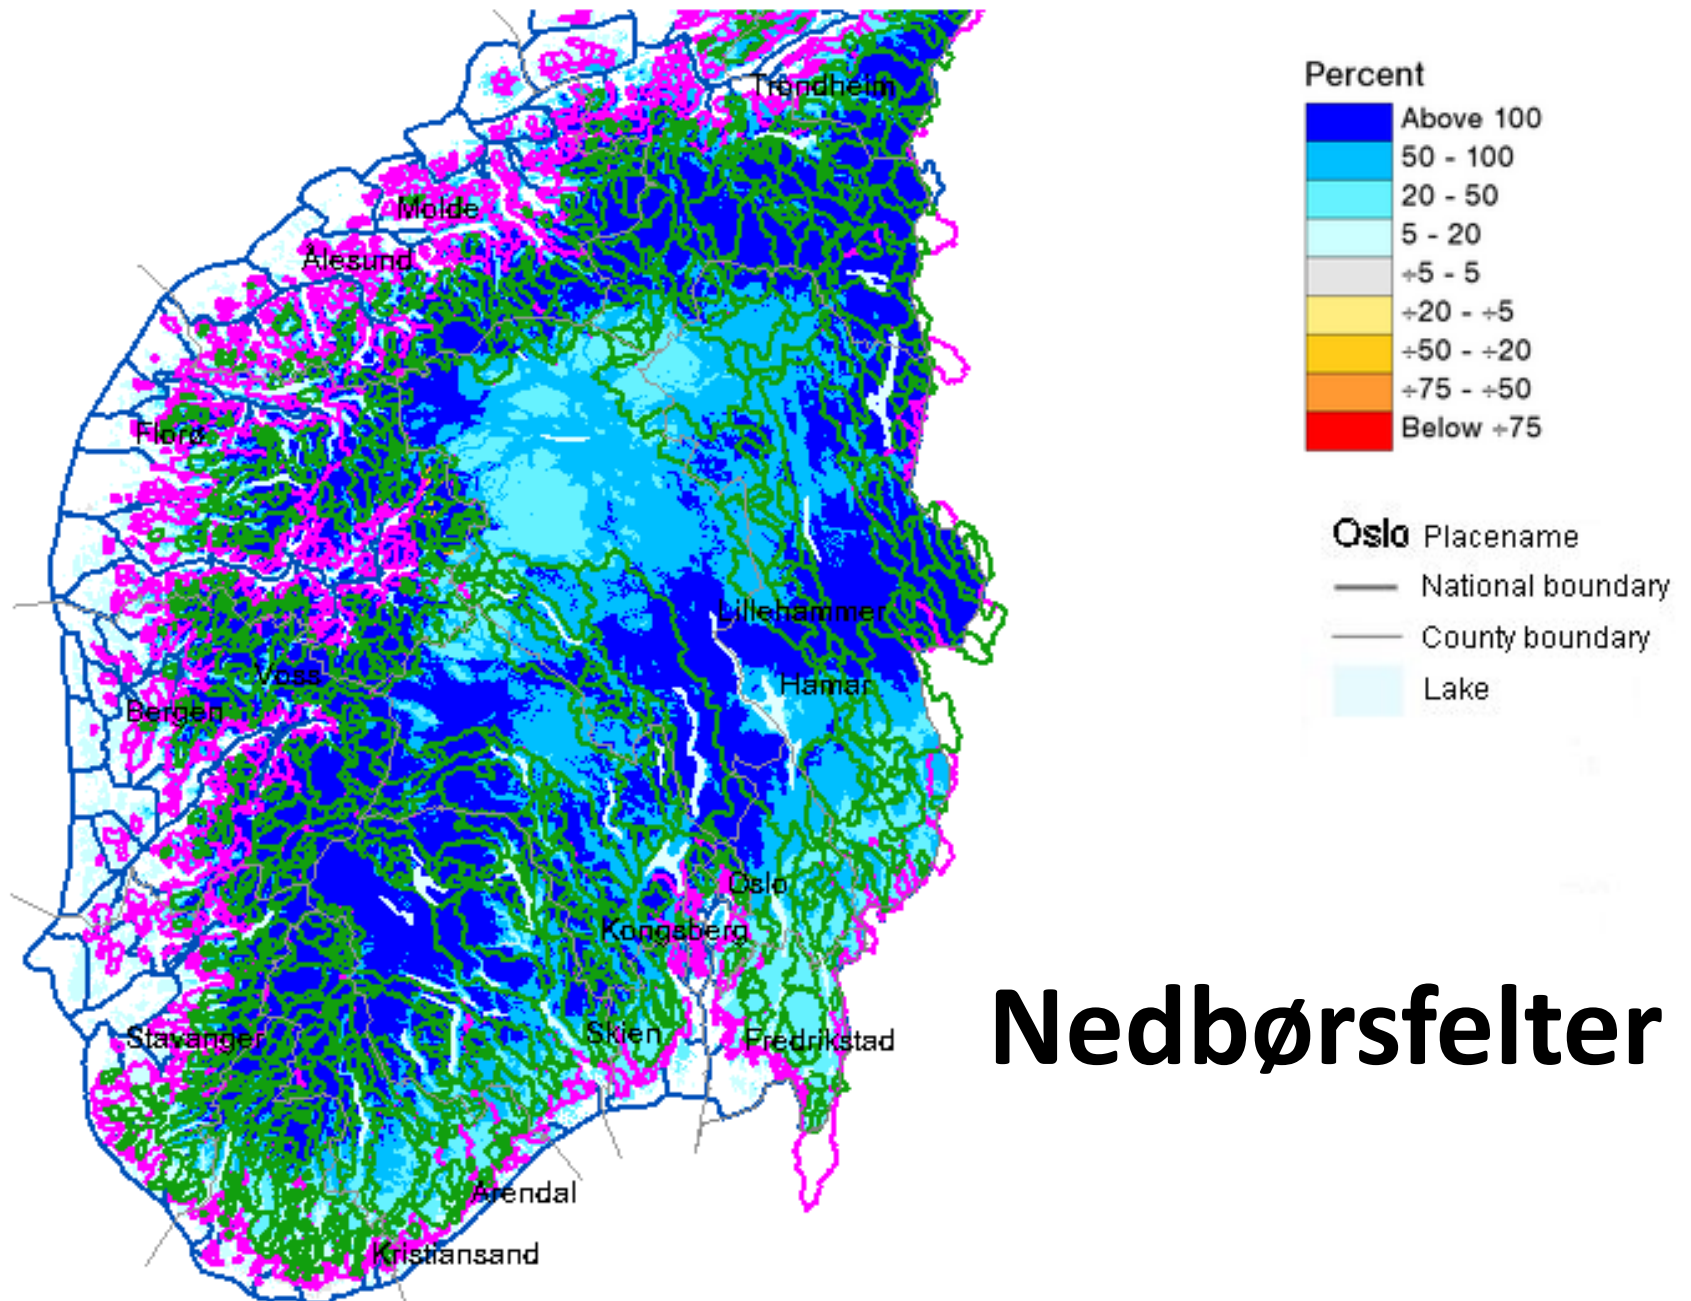 Trondheim
Molde
Ålesund
Florø
Lillehammer
Voss
Hamar
Bergen
Oslo
Kongsberg
Stavanger
Skien
Fredrikstad
Arendal
Kristiansand
Percent
Above 100
50 - 100
20 - 50
5 - 20
÷5 - 5
÷20 - ÷5
÷50 - ÷20
÷75 - ÷50
Below ÷75
Oslo Placename
National boundary
County boundary
Lake
Nedbørsfelter